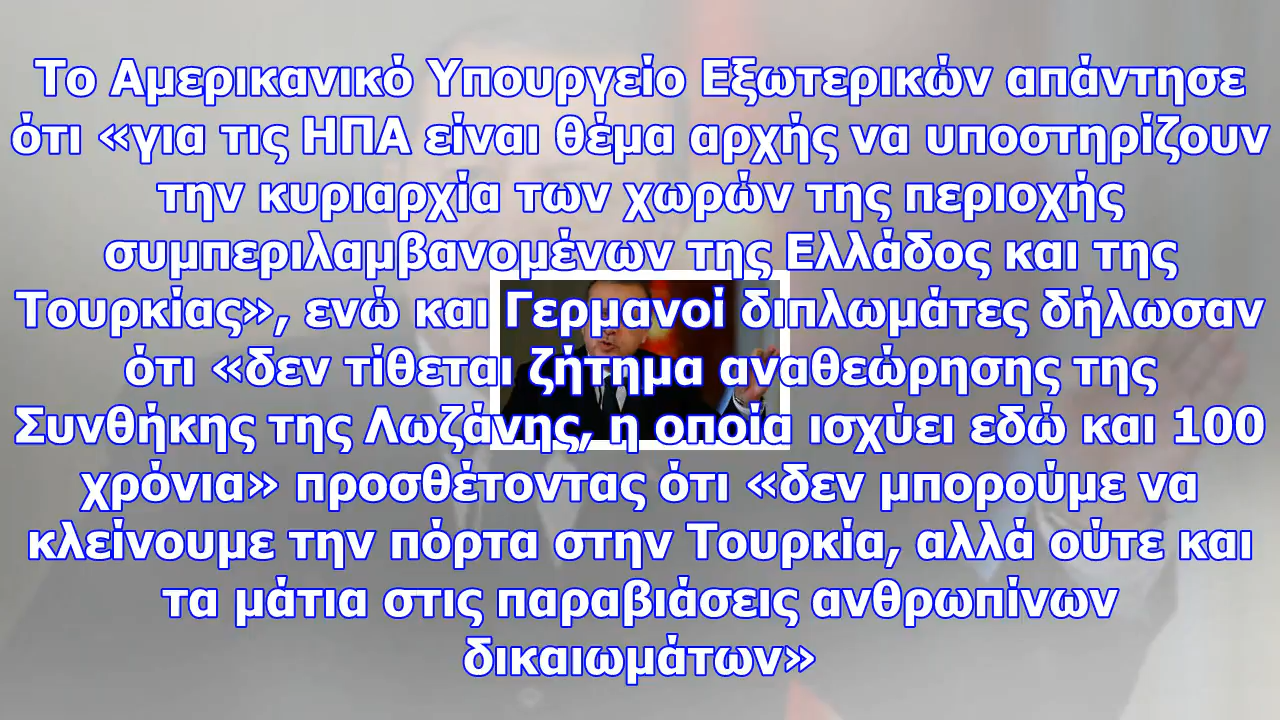 Το Αμερικανικό Υπουργείο Εξωτερικών απάντησε
ότι «για τις ΗΠΑ είναι θέμα αρχής να υποστηρίζουν
την κυριαρχία των χωρών της περιοχής
συμπεριλαμβανομένων της Ελλάδος και της
Τουρκίας», ενώ και Γερμανοί διπλωμάτες δήλωσαν
ότι «δεν τίθεται ζήτημα αναθεώρησης της
Συνθήκης της Λωζάνης, η οποία ισχύει εδώ και 100
χρόνια» προσθέτοντας ότι «δεν μπορούμε να
κλείνουμε την πόρτα στην Τουρκία, αλλά ούτε και
τα μάτια στις παραβιάσεις ανθρωπίνων
δικαιωμάτων»